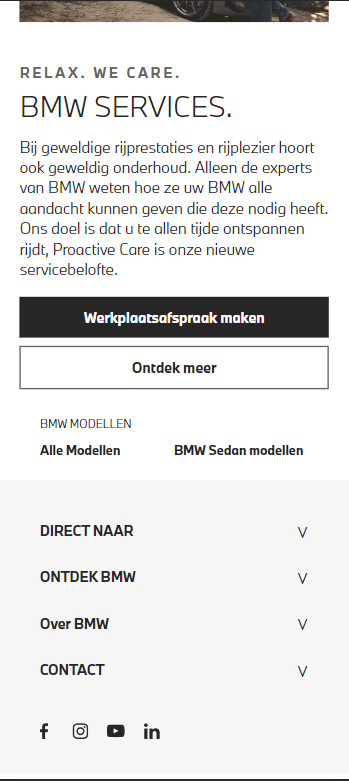 RELAX. WE CARE.
BMW SERVICES.
Bij geweldige rijprestaties en rijplezier hoort
ook geweldig onderhoud. Alleen de experts
van BMW weten hoe ze uw BMW alle
aandacht kunnen geven die deze nodig heeft.
Ons doel is dat u te allen tijde ontspannen
rijdt, Proactive Care is onze nieuwe
servicebelofte.
Werkplaatsafspraak maken
Ontdek meer
BMW MODELLEN
Alle Modellen BMW Sedan modellen
DIRECT NAAR
ONTDEK BMW
Over BMW
CONTACT